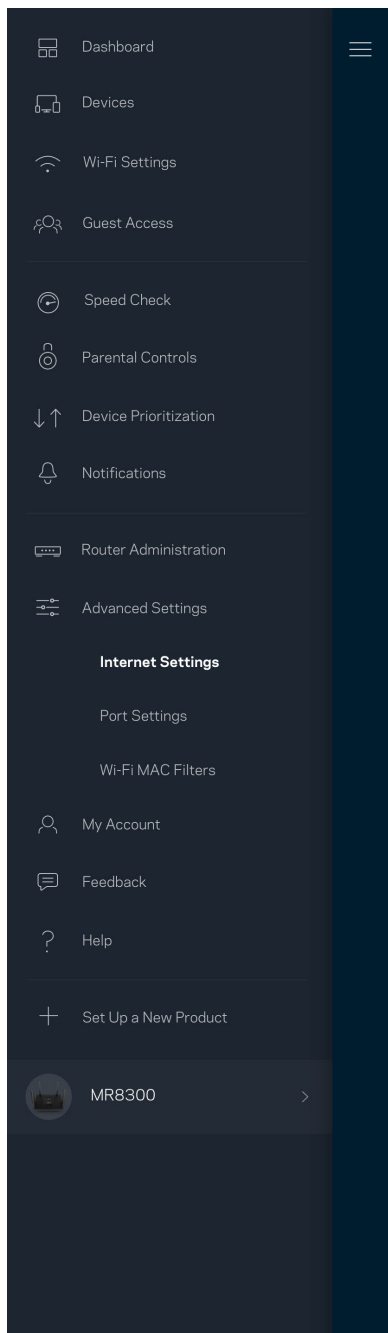 Dashboard
Devices
Wi-Fi Settings
Guest Access
Speed Check
Parental Controls
Device Prioritization
Notifications
Router Administration
Advanced Settings
Internet Settings
Port Settings
Wi-Fi MAC Filters
My Account
Feedback
Help
Set Up a New Product
MR8300